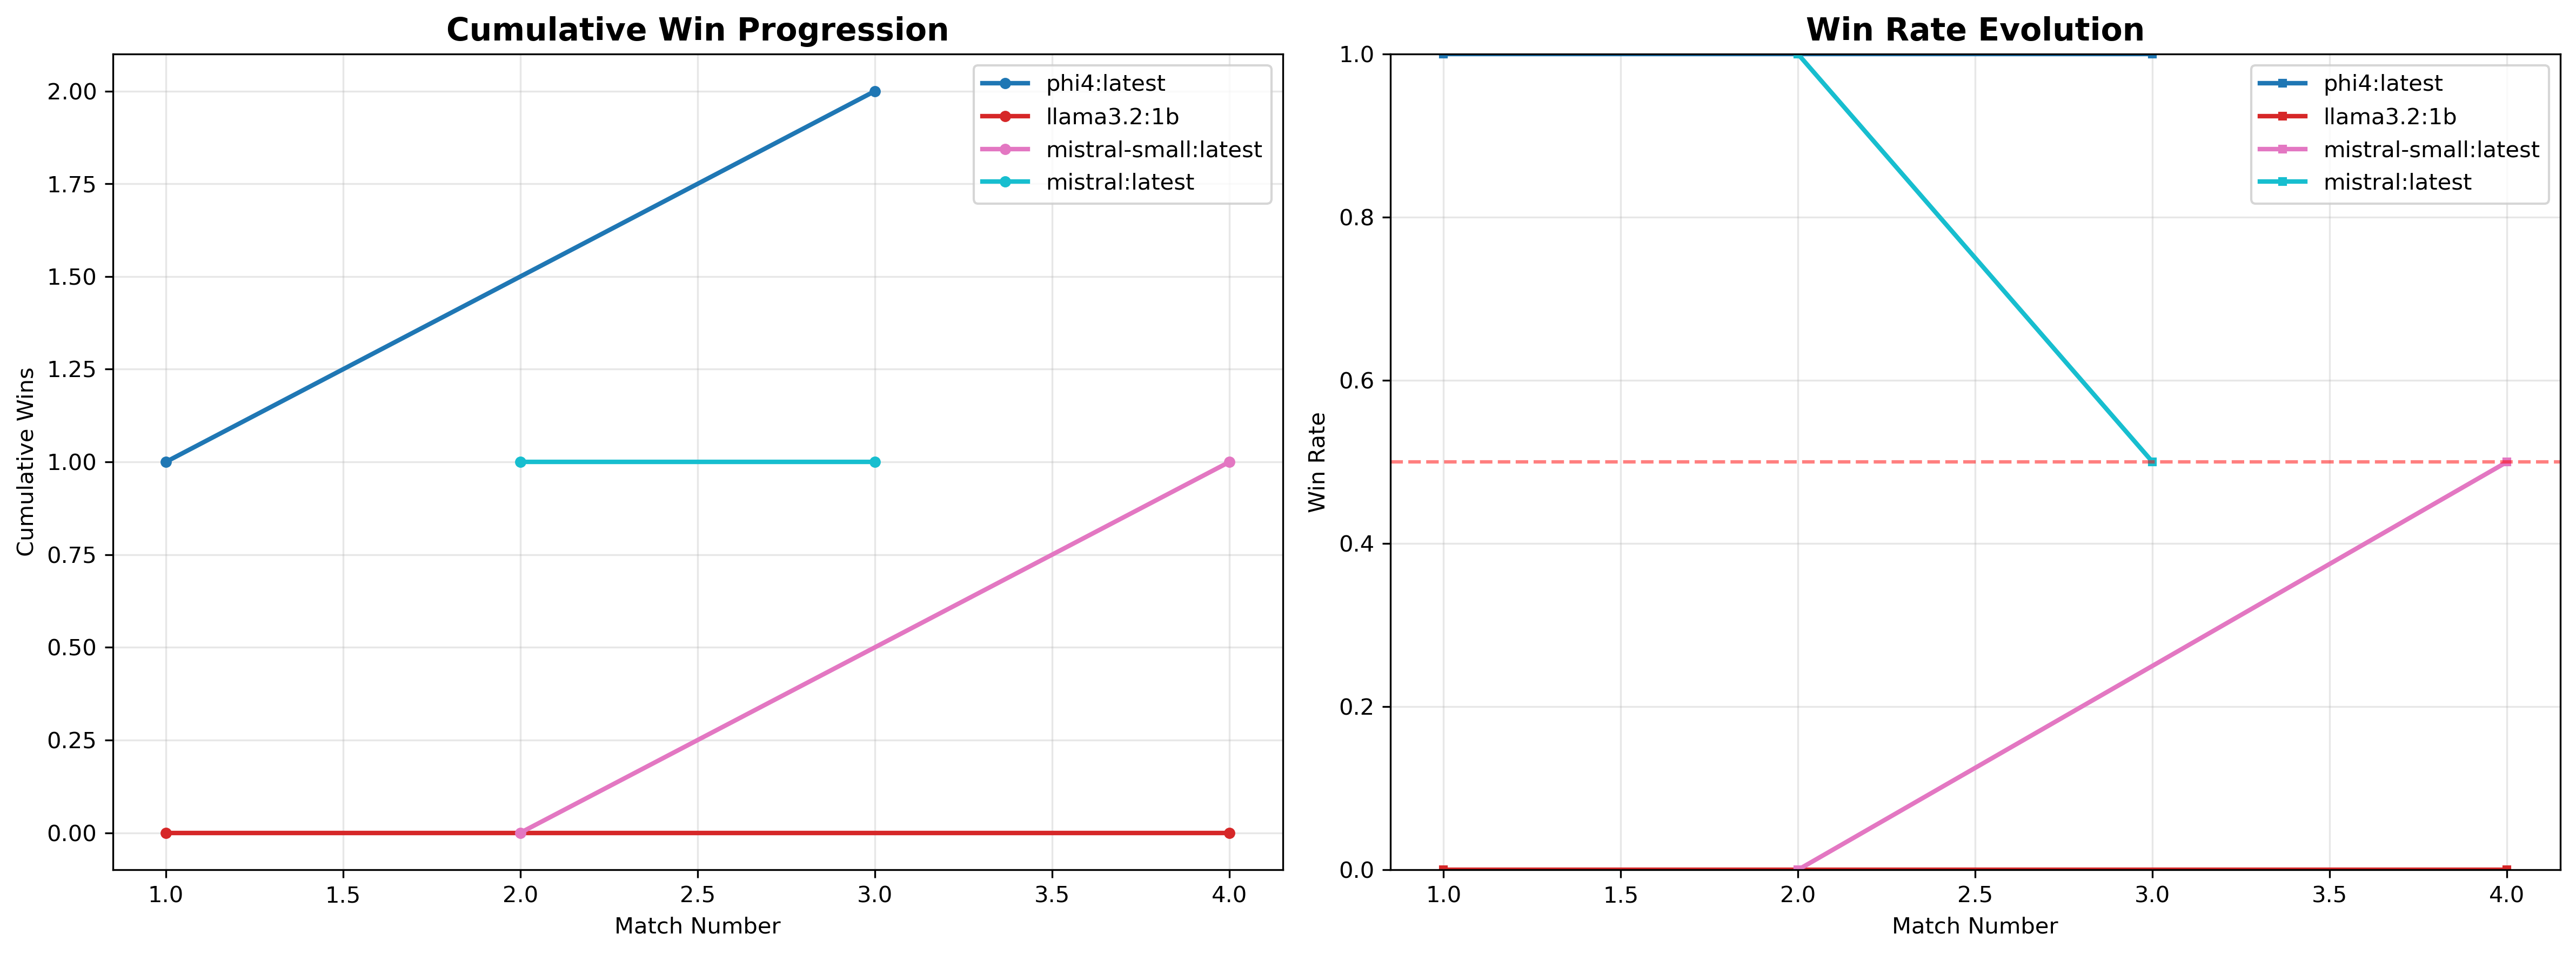 Cumulative Win Progression
phi4:latest
llama3.2:1b
mistral-small:latest
mistral:latest
Cumulative Wins
2.00
1.75
1.50
1.25
1.00
0.75
0.50
0.25
0.00
1.0 1.5 2.0 2.5 3.0 3.5 4.0
Match Number
Win Rate Evolution
phi4:latest
llama3.2:1b
mistral-small:latest
mistral:latest
Win Rate
1.0
0.8
0.6
0.4
0.2
0.0
1.0 1.5 2.0 2.5 3.0 3.5 4.0
Match Number